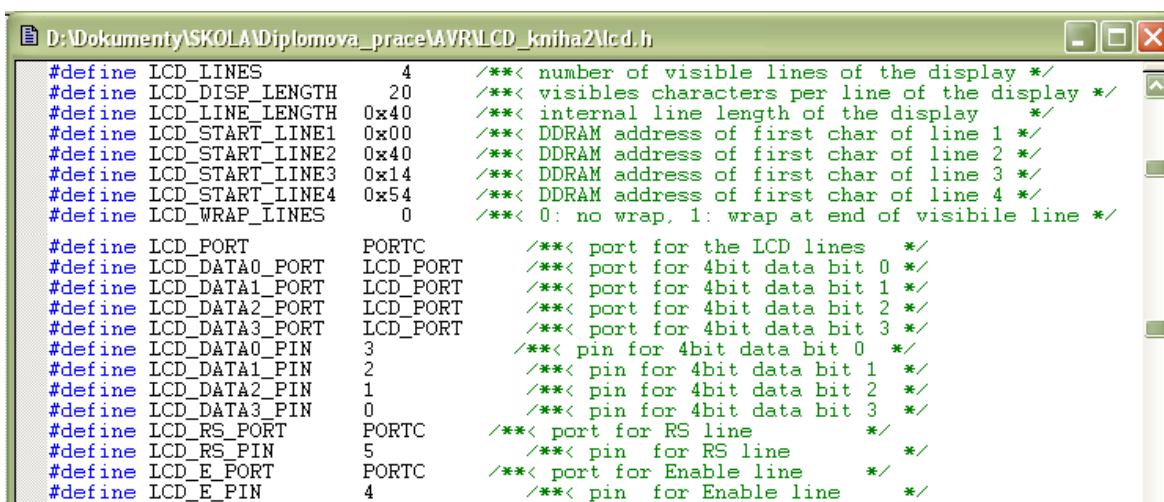 D:\Dokumenty\SKOLA\Diplomova_prace\AVR\LCD_kniha2\lcd.h
#define LCD_LINES 4 /**< number of visible lines of the display */
#define LCD_DISP_LENGTH 20 /**< visibles characters per line of the display */
#define LCD_LINE_LENGTH 0x40 /**< internal line length of the display */
#define LCD_START_LINE1 0x00 /**< DDRAM address of first char of line 1 */
#define LCD_START_LINE2 0x40 /**< DDRAM address of first char of line 2 */
#define LCD_START_LINE3 0x14 /**< DDRAM address of first char of line 3 */
#define LCD_START_LINE4 0x54 /**< DDRAM address of first char of line 4 */
#define LCD_WRAP_LINES 0 /**< 0: no wrap, 1: wrap at end of visibile line */
#define LCD_PORT PORTC /**< port for the LCD lines */
#define LCD_DATA0_PORT LCD_PORT /**< port for 4bit data bit 0 */
#define LCD_DATA1_PORT LCD_PORT /**< port for 4bit data bit 1 */
#define LCD_DATA2_PORT LCD_PORT /**< port for 4bit data bit 2 */
#define LCD_DATA3_PORT LCD_PORT /**< port for 4bit data bit 3 */
#define LCD_DATA0_PIN 3 /**< pin for 4bit data bit 0 */
#define LCD_DATA1_PIN 2 /**< pin for 4bit data bit 1 */
#define LCD_DATA2_PIN 1 /**< pin for 4bit data bit 2 */
#define LCD_DATA3_PIN 0 /**< pin for 4bit data bit 3 */
#define LCD_RS_PORT PORTC /**< port for RS line */
#define LCD_RS_PIN 5 /**< pin for RS line */
#define LCD_E_PORT PORTC /**< port for Enable line */
#define LCD_E_PIN 4 /**< pin for Enable line */